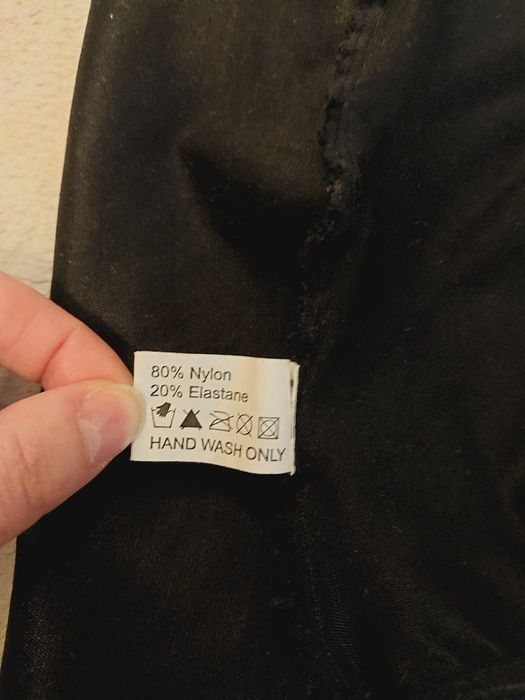 80% Nylon
20% Elastane
HAND WASH ONLY